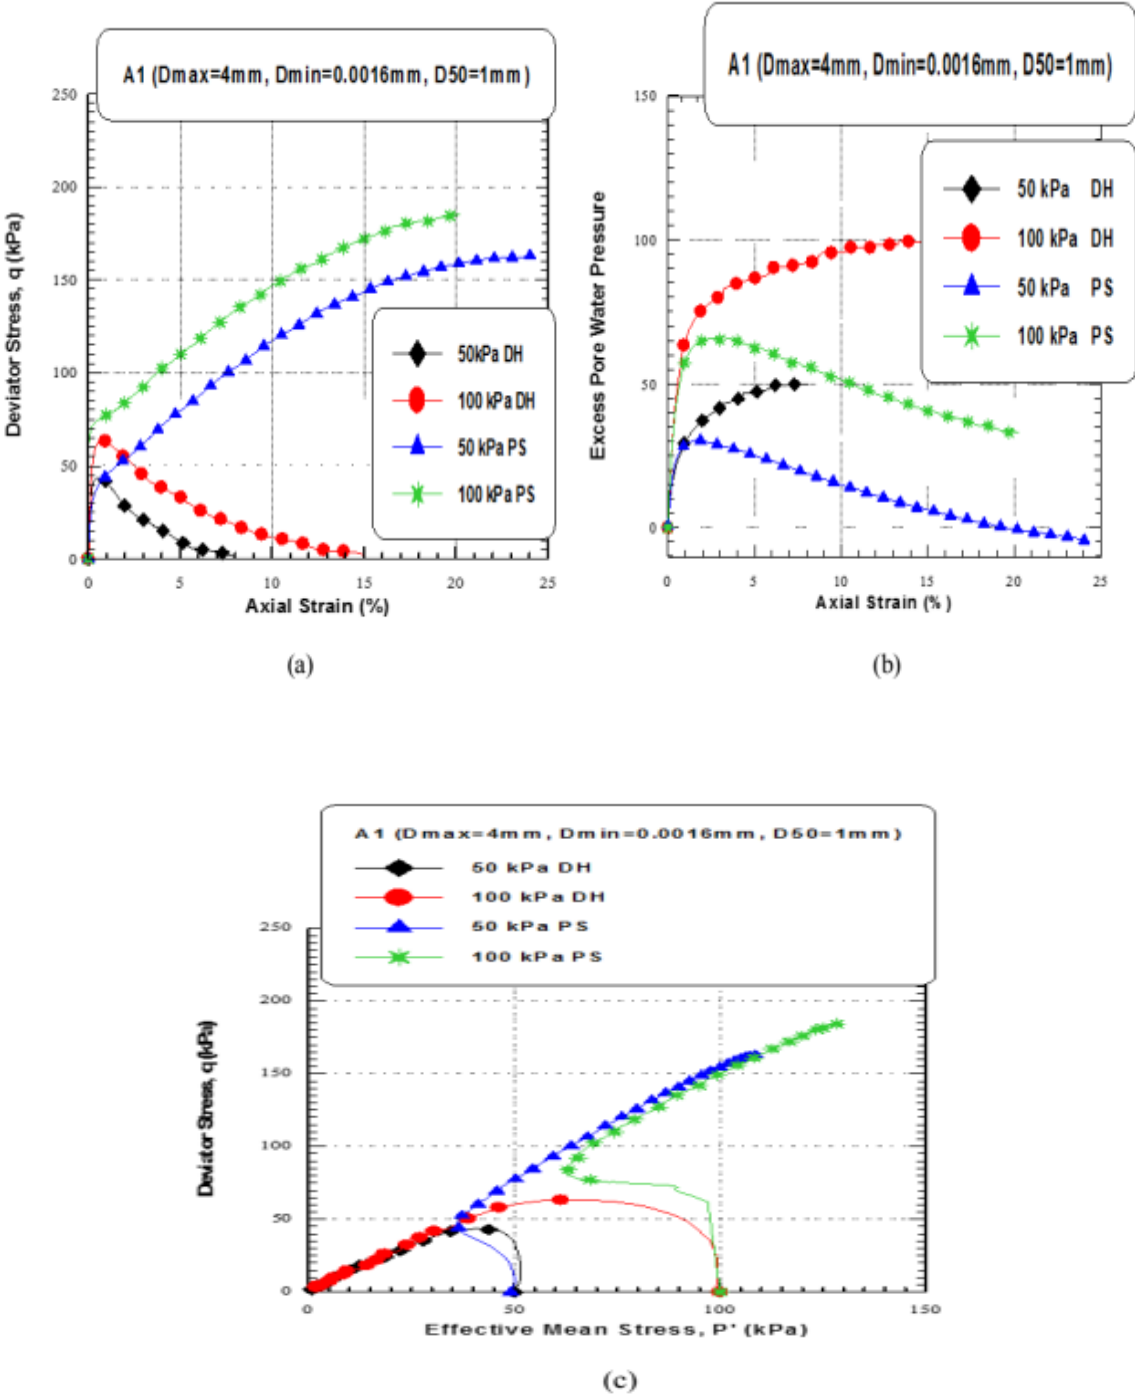 A1 (Dmax=4mm, Dmin=0.0016mm, D50=1mm)
250
200
150
100
50
0
Deviator Stress, q (kPa)
50kPa DH
100 kPa DH
50 kPa PS
100 kPa PS
0 5 10 15 20 25
Axial Strain (%)
(a)
A1 (Dmax=4mm, Dmin=0.0016mm, D50=1mm)
150
100
50
0
Excess Pore Water Pressure
50 kPa DH
100 kPa DH
50 kPa PS
100 kPa PS
0 5 10 15 20 25
Axial Strain (%)
(b)
A1 (Dmax=4mm, Dmin=0.0016mm, D50=1mm)
50 kPa DH
100 kPa DH
50 kPa PS
100 kPa PS
250
200
150
100
50
0
Deviator Stress, q (kPa)
0 50 100 150
Effective Mean Stress, P' (kPa)
(c)